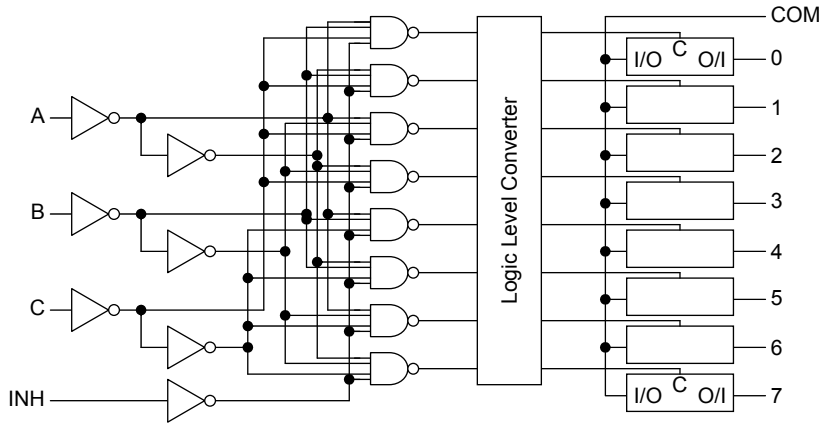 COM
I/O C O/I 0
1
A
2
B
3
Logic Level Converter
4
C
5
6
INH
I/O C O/I 7